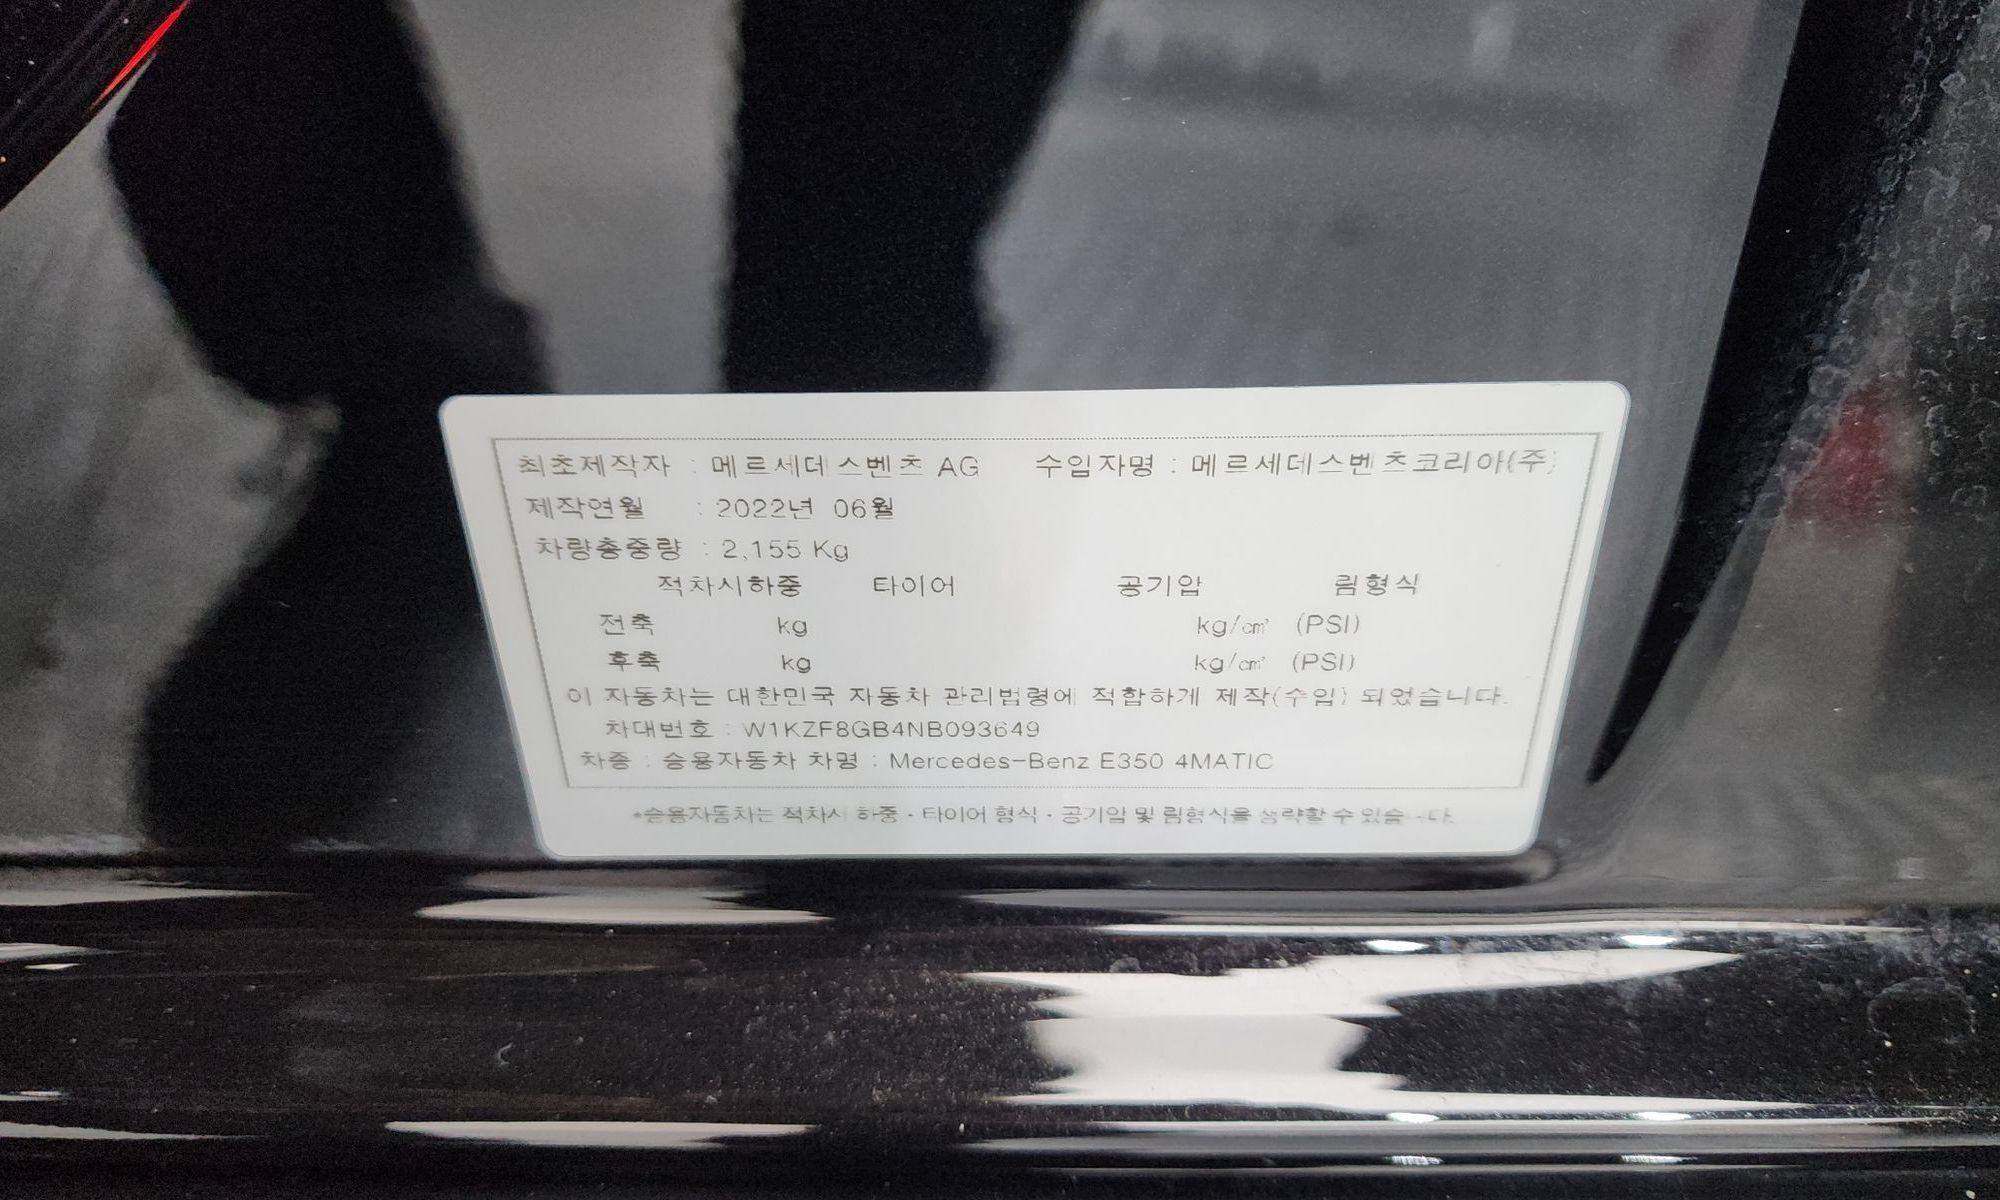 최초제작자 : 메르세데스벤츠 AG 수입자명 : 메르세데스벤츠코리아(주)
제작연월 : 2022년 06월
차량총중량 : 2,155 Kg
적차시하중 타이어 공기압 림형식
전축 kg kg/㎠ (PSI)
후축 kg kg/㎠ (PSI)
이 자동차는 대한민국 자동차 관리법령에 적합하게 제작(수입) 되었습니다.
차대번호 : W1KZF8GB4NB093649
차종 : 승용자동차 차명 : Mercedes-Benz E350 4MATIC
*승용자동차는 적차시 하중 · 타이어 형식 · 공기압 및 림형식을 생략할 수 있습니다.